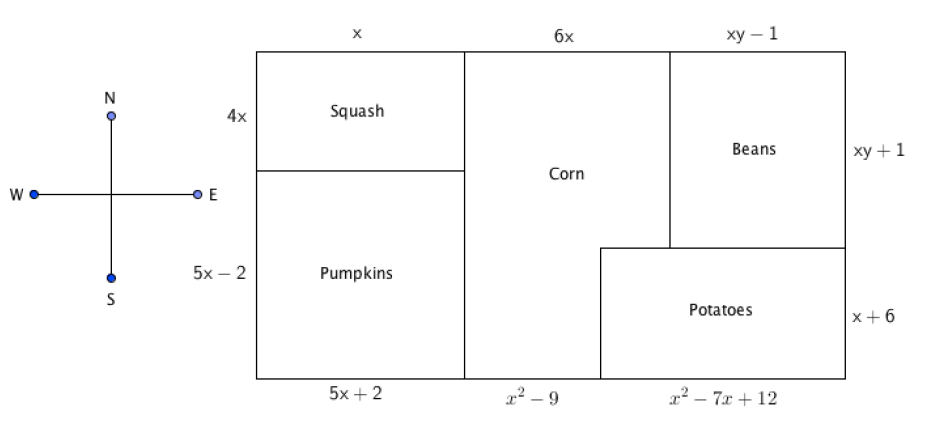 x
6x
xy − 1
N
4x
Squash
Beans
xy + 1
Corn
W
E
5x − 2
Pumpkins
S
Potatoes
x + 6
5x + 2
x² − 9
x² − 7x + 12